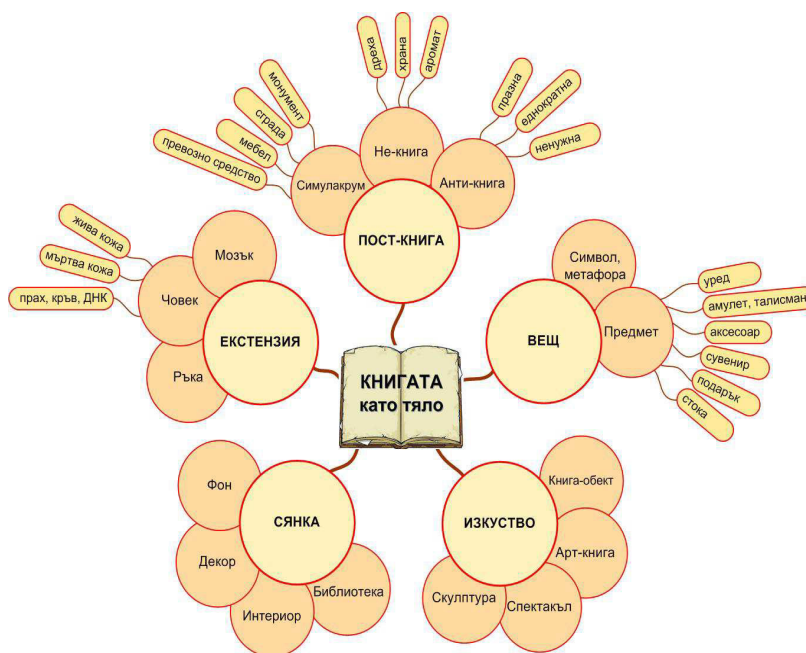 КНИГАТА
като тяло
ПОСТ-КНИГА
Симулакрум
превозно средство
мебел
сграда
монумент
Не-книга
дреха
храна
аромат
Анти-книга
празна
еднократна
ненужна
ВЕЩ
Символ,
метафора
Предмет
уред
амулет, талисман
аксесоар
сувенир
подарък
стока
ИЗКУСТВО
Книга-обект
Арт-книга
Спектакъл
Скулптура
СЯНКА
Библиотека
Интериор
Декор
Фон
ЕКСТЕНЗИЯ
Ръка
Човек
прах, кръв, ДНК
мъртва кожа
жива кожа
Мозък